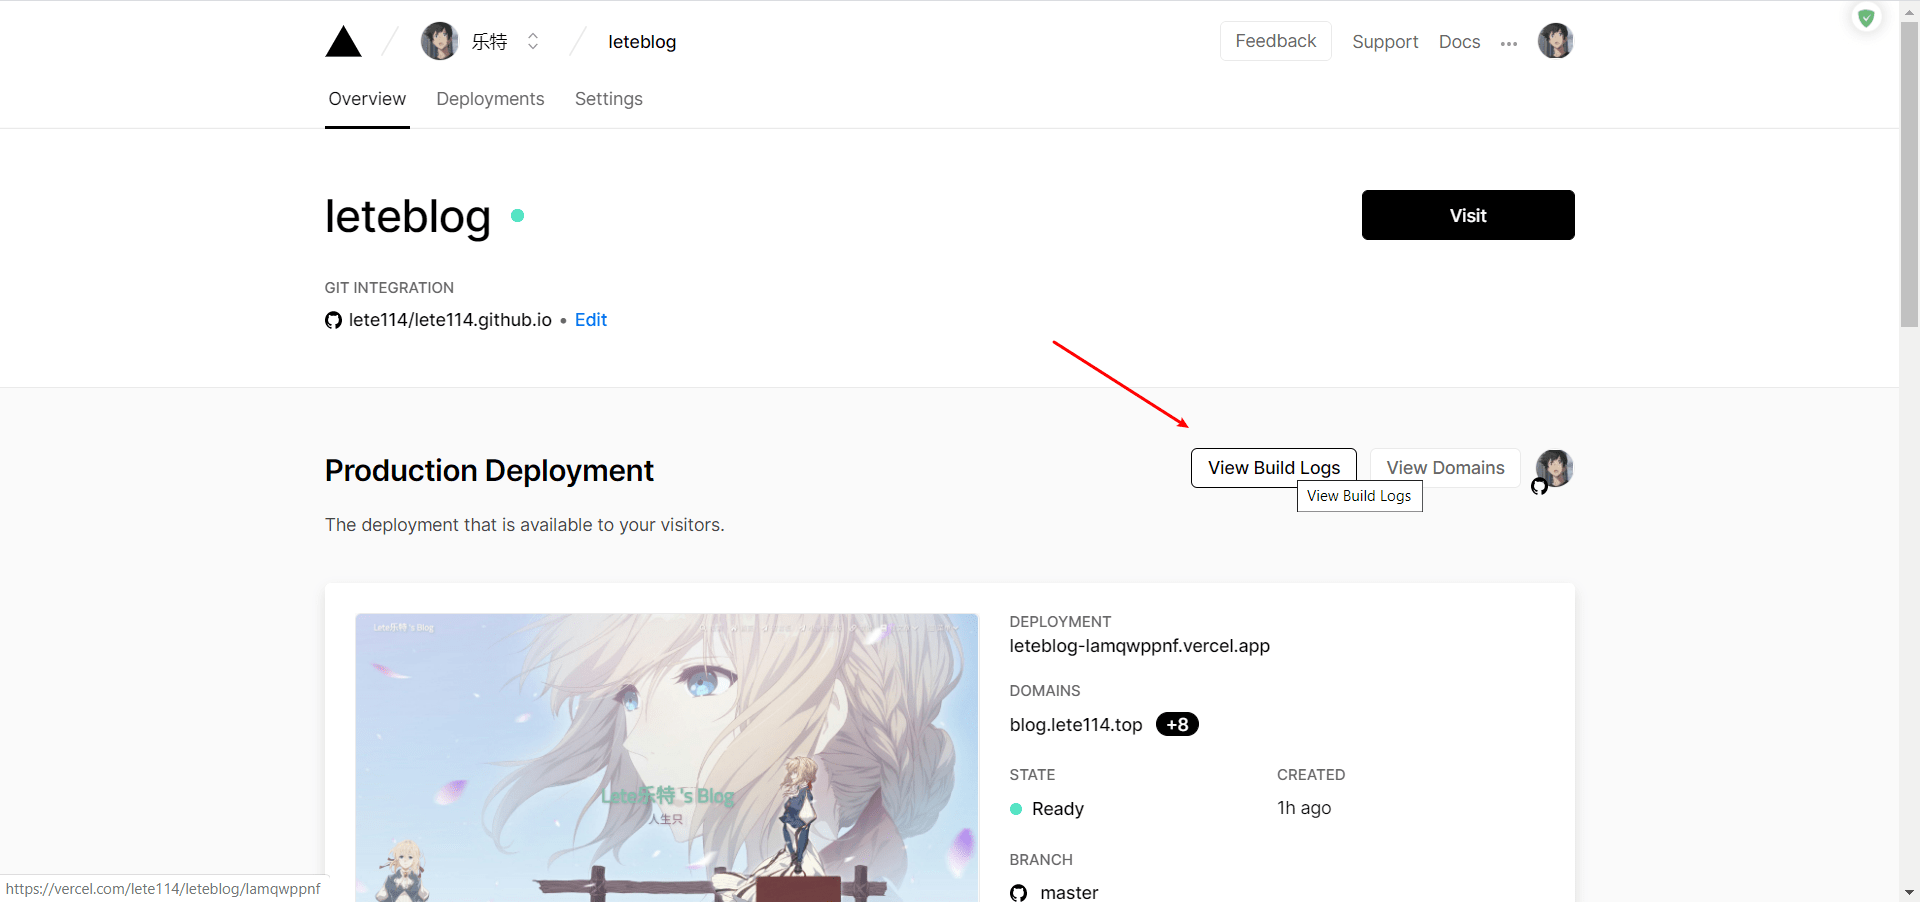 乐特
leteblog
Feedback
Support
Docs
Overview
Deployments
Settings
leteblog
Visit
GIT INTEGRATION
lete114/lete114.github.io • Edit
Production Deployment
View Build Logs
View Domains
View Build Logs
The deployment that is available to your visitors.
Lete乐特 's Blog
Lete乐特 's Blog
人生只
DEPLOYMENT
leteblog-lamqwppnf.vercel.app
DOMAINS
blog.lete114.top
+8
STATE
CREATED
Ready
1h ago
BRANCH
master
https://vercel.com/lete114/leteblog/lamqwppnf